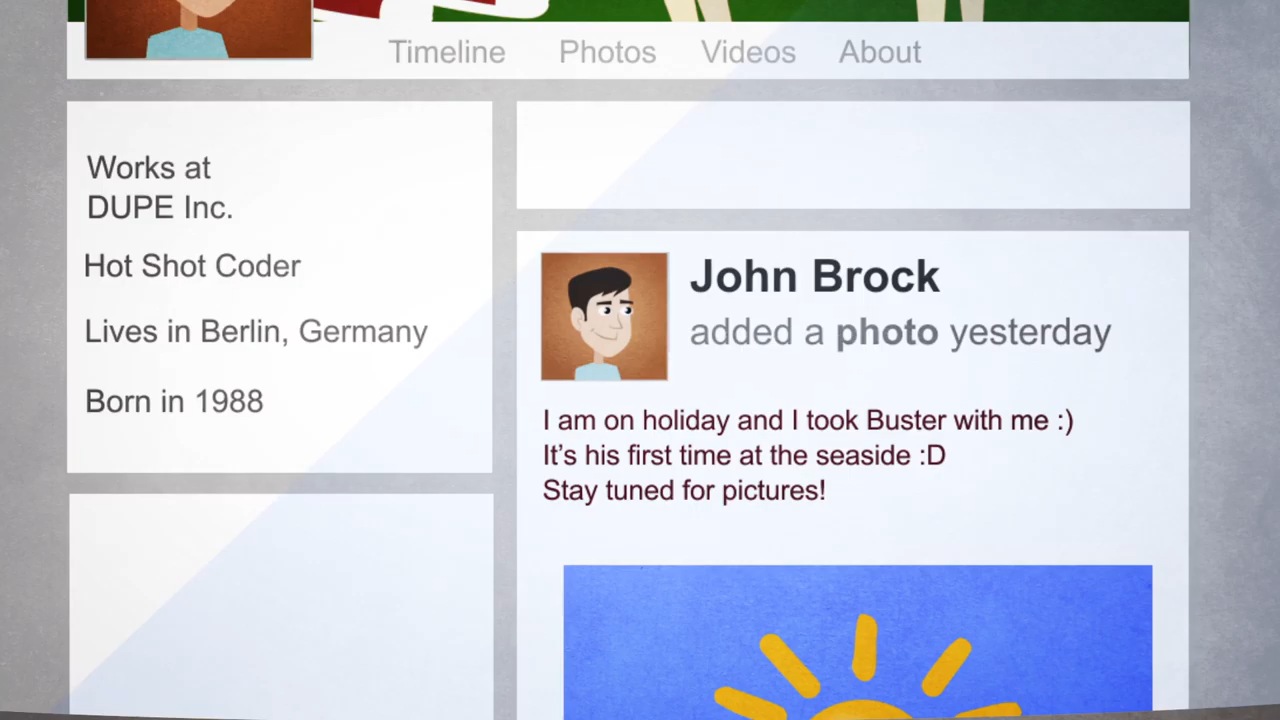 Timeline Photos Videos About
Works at
DUPE Inc.
Hot Shot Coder
Lives in Berlin, Germany
Born in 1988
John Brock
added a photo yesterday
I am on holiday and I took Buster with me :)
It's his first time at the seaside :D
Stay tuned for pictures!